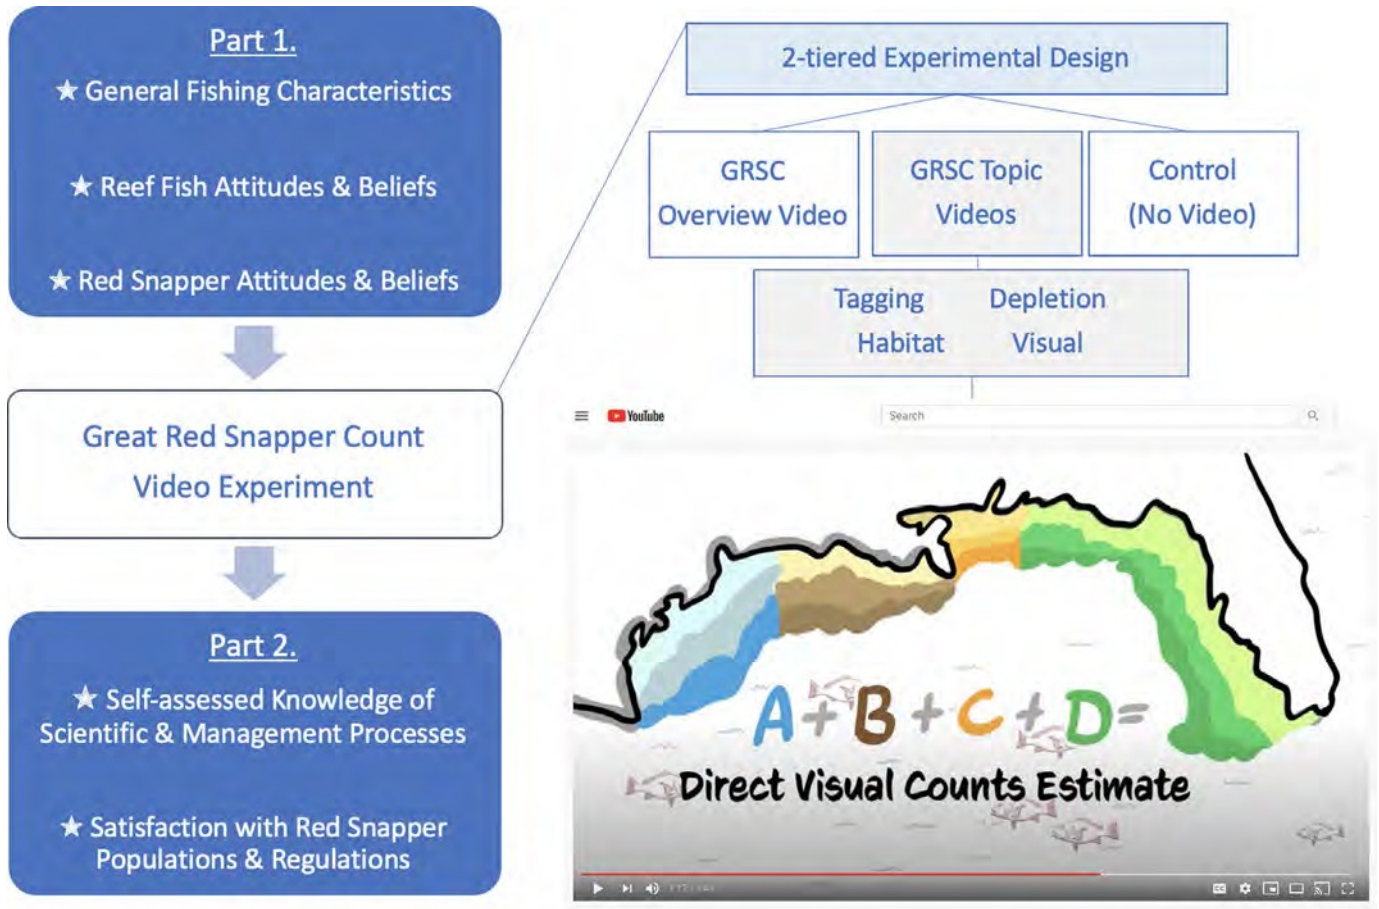 Part 1.
★ General Fishing Characteristics
★ Reef Fish Attitudes & Beliefs
★ Red Snapper Attitudes & Beliefs
Great Red Snapper Count
Video Experiment
Part 2.
★ Self-assessed Knowledge of
Scientific & Management Processes
★ Satisfaction with Red Snapper
Populations & Regulations
2-tiered Experimental Design
GRSC
Overview Video
GRSC Topic
Videos
Control
(No Video)
Tagging Depletion
Habitat Visual
YouTube
Search
A+B+C+D=
Direct Visual Counts Estimate